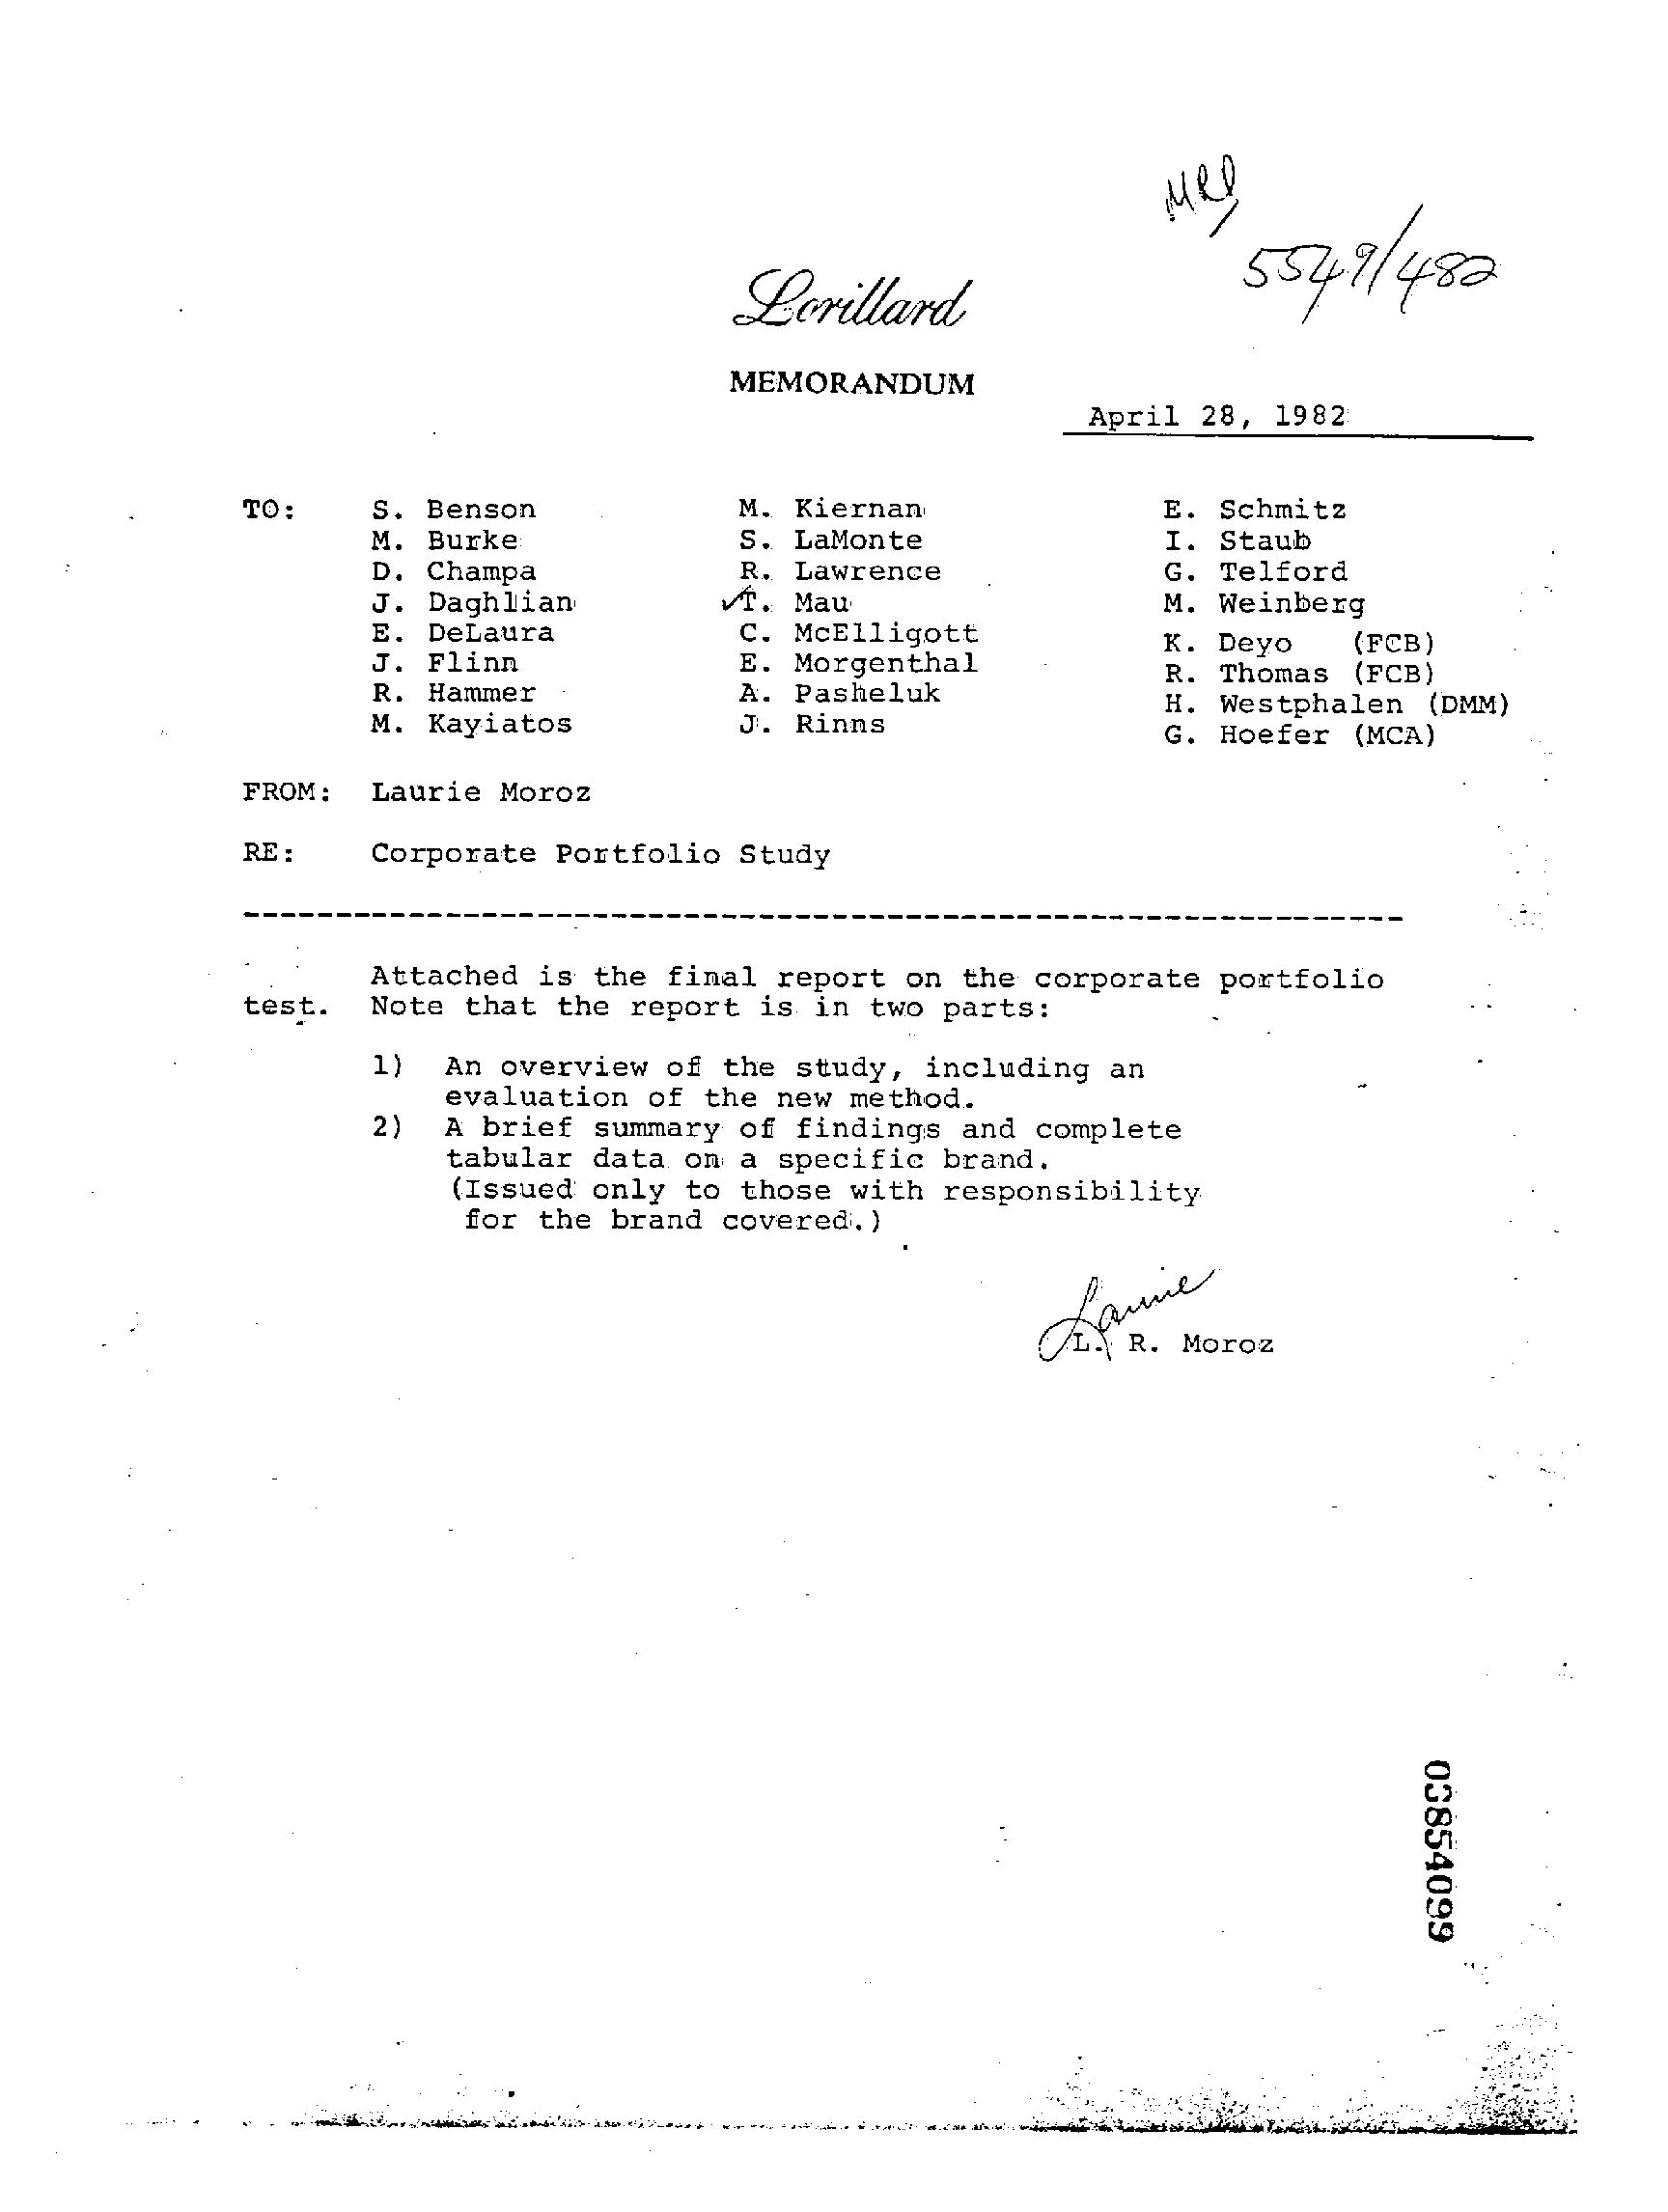 MRD
5549/482
Lorillard
MEMORANDUM
April 28, 1982
TO: S. Benson M. Kiernan E. Schmitz
M. Burke S. LaMonte I. Staub
D. Champa R. Lawrence G. Telford
J. Daghlian ✓T. Mau M. Weinberg
E. DeLaura C. McElligott K. Deyo (FCB)
J. Flinn E. Morgenthal R. Thomas (FCB)
R. Hammer A. Pasheluk H. Westphalen (DMM)
M. Kayiatos J. Rinns G. Hoefer (MCA)
FROM: Laurie Moroz
RE: Corporate Portfolio Study
Attached is the final report on the corporate portfolio
test. Note that the report is in two parts:
1) An overview of the study, including an
evaluation of the new method.
2) A brief summary of findings and complete
tabular data on a specific brand.
(Issued only to those with responsibility
for the brand covered.)
Laurie
L. R. Moroz
03854099